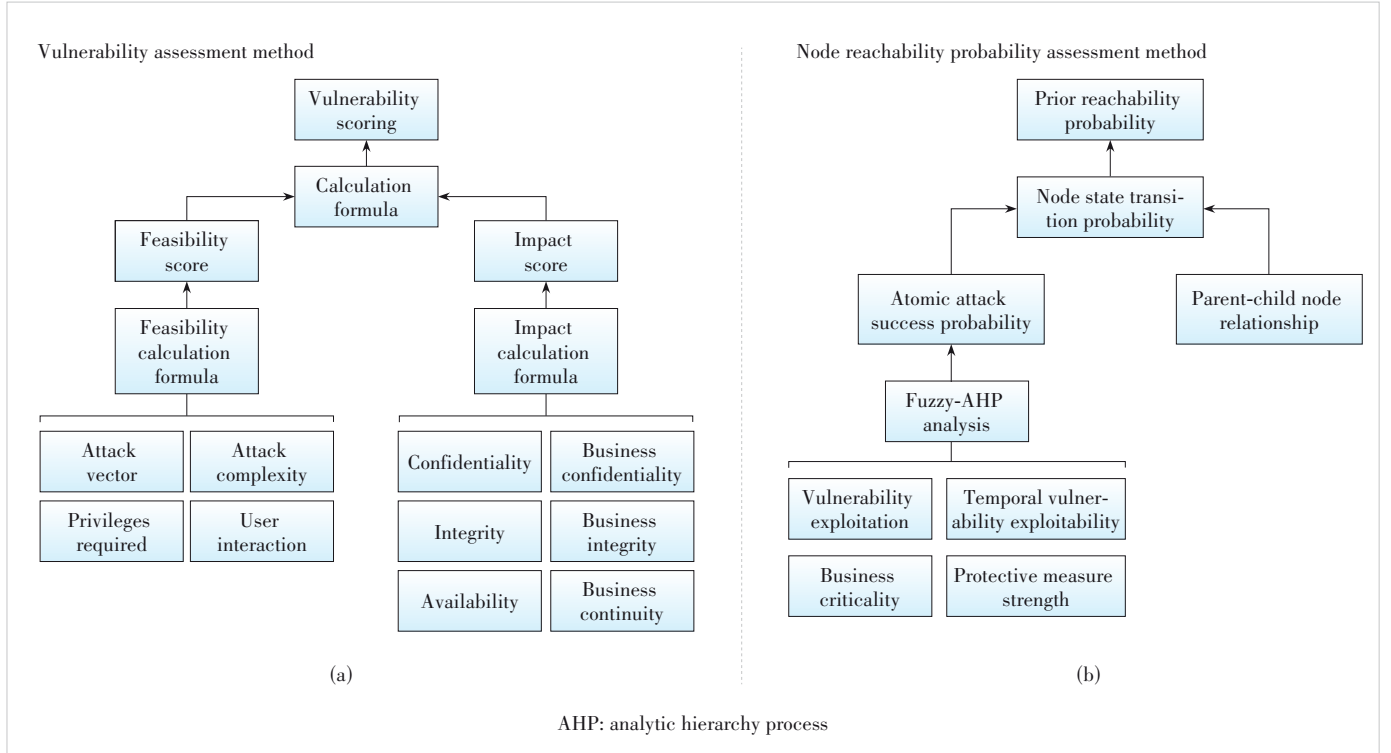 Vulnerability assessment method
Vulnerability
scoring
Calculation
formula
Feasibility
score
Impact
score
Feasibility
calculation
formula
Impact
calculation
formula
Attack
vector
Attack
complexity
Privileges
required
User
interaction
Confidentiality
Business
confidentiality
Integrity
Business
integrity
Availability
Business
continuity
(a)
Node reachability probability assessment method
Prior reachability
probability
Node state transi-
tion probability
Atomic attack
success probability
Parent-child node
relationship
Fuzzy-AHP
analysis
Vulnerability
exploitation
Temporal vulner-
ability exploitability
Business
criticality
Protective measure
strength
(b)
AHP: analytic hierarchy process